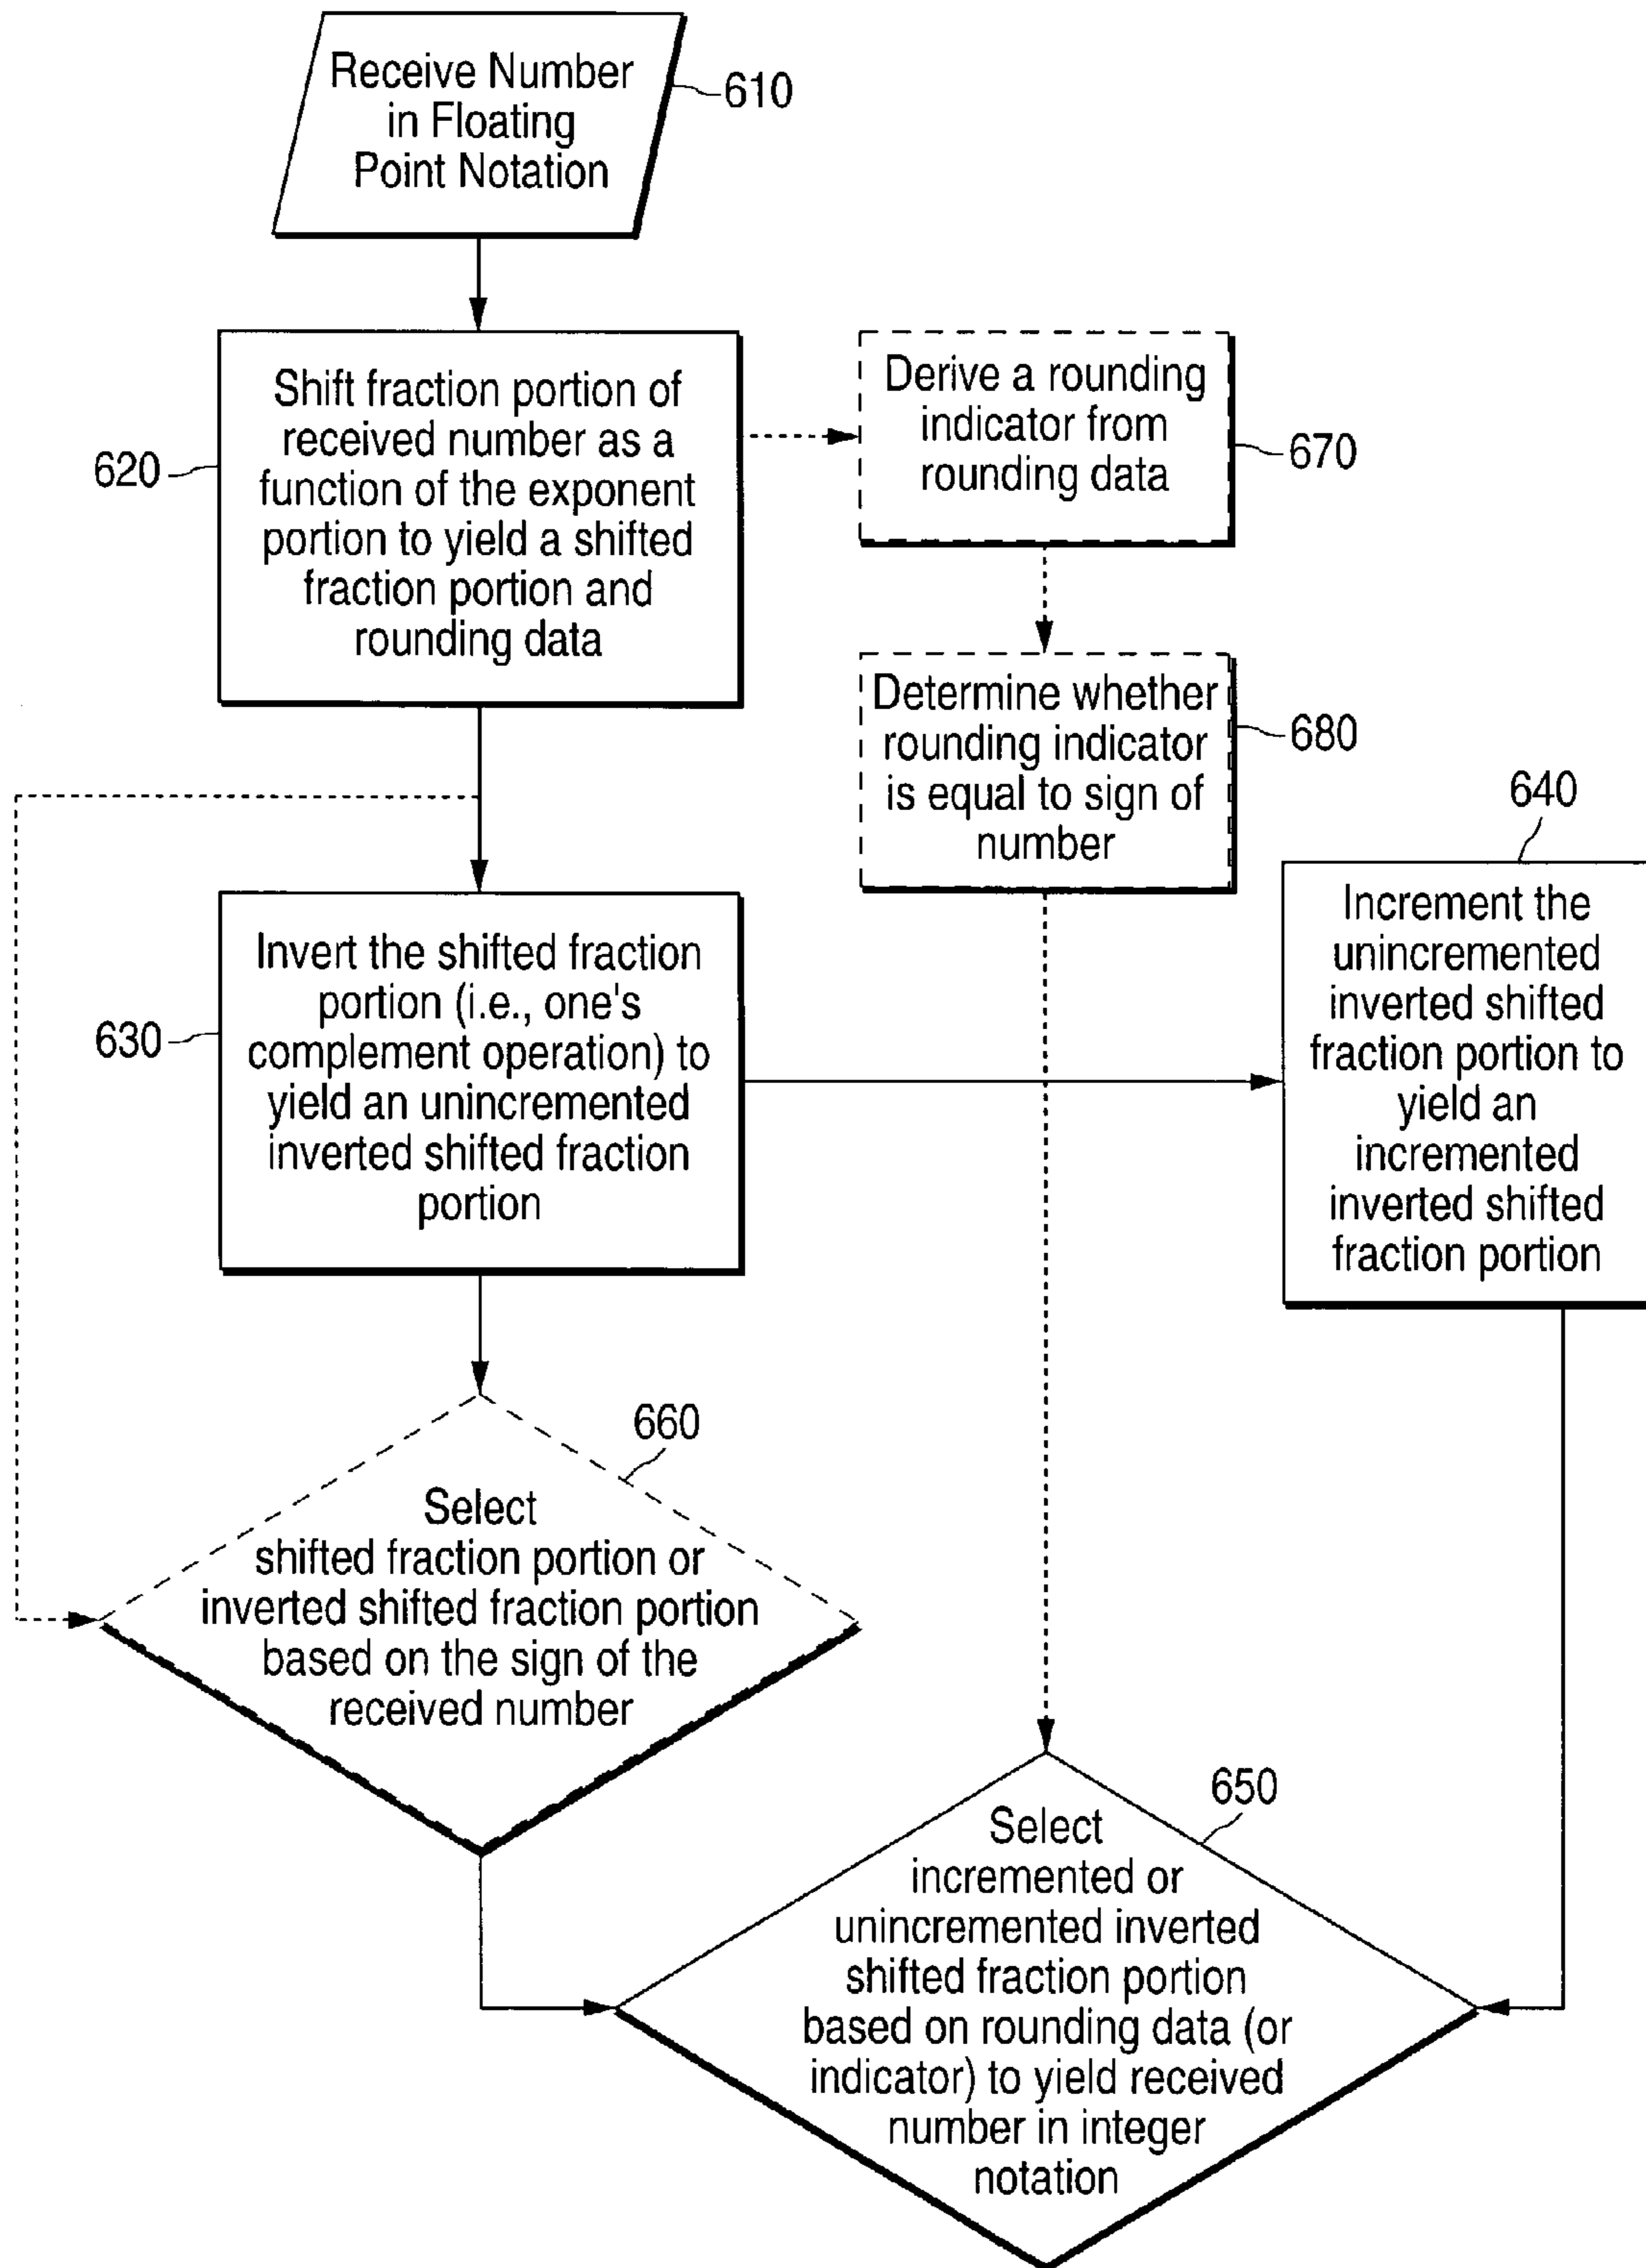 Receive Number
in Floating
Point Notation
610
Shift fraction portion of
received number as a
function of the exponent
portion to yield a shifted
fraction portion and
rounding data
620
Derive a rounding
indicator from
rounding data
670
Determine whether
rounding indicator
is equal to sign of
number
680
640
Increment the
unincremented
inverted shifted
fraction portion to
yield an
incremented
inverted shifted
fraction portion
Invert the shifted fraction
portion (i.e., one's
complement operation) to
yield an unincremented
inverted shifted fraction
portion
630
660
Select
shifted fraction portion or
inverted shifted fraction portion
based on the sign of the
received number
650
Select
incremented or
unincremented inverted
shifted fraction portion
based on rounding data (or
indicator) to yield received
number in integer
notation